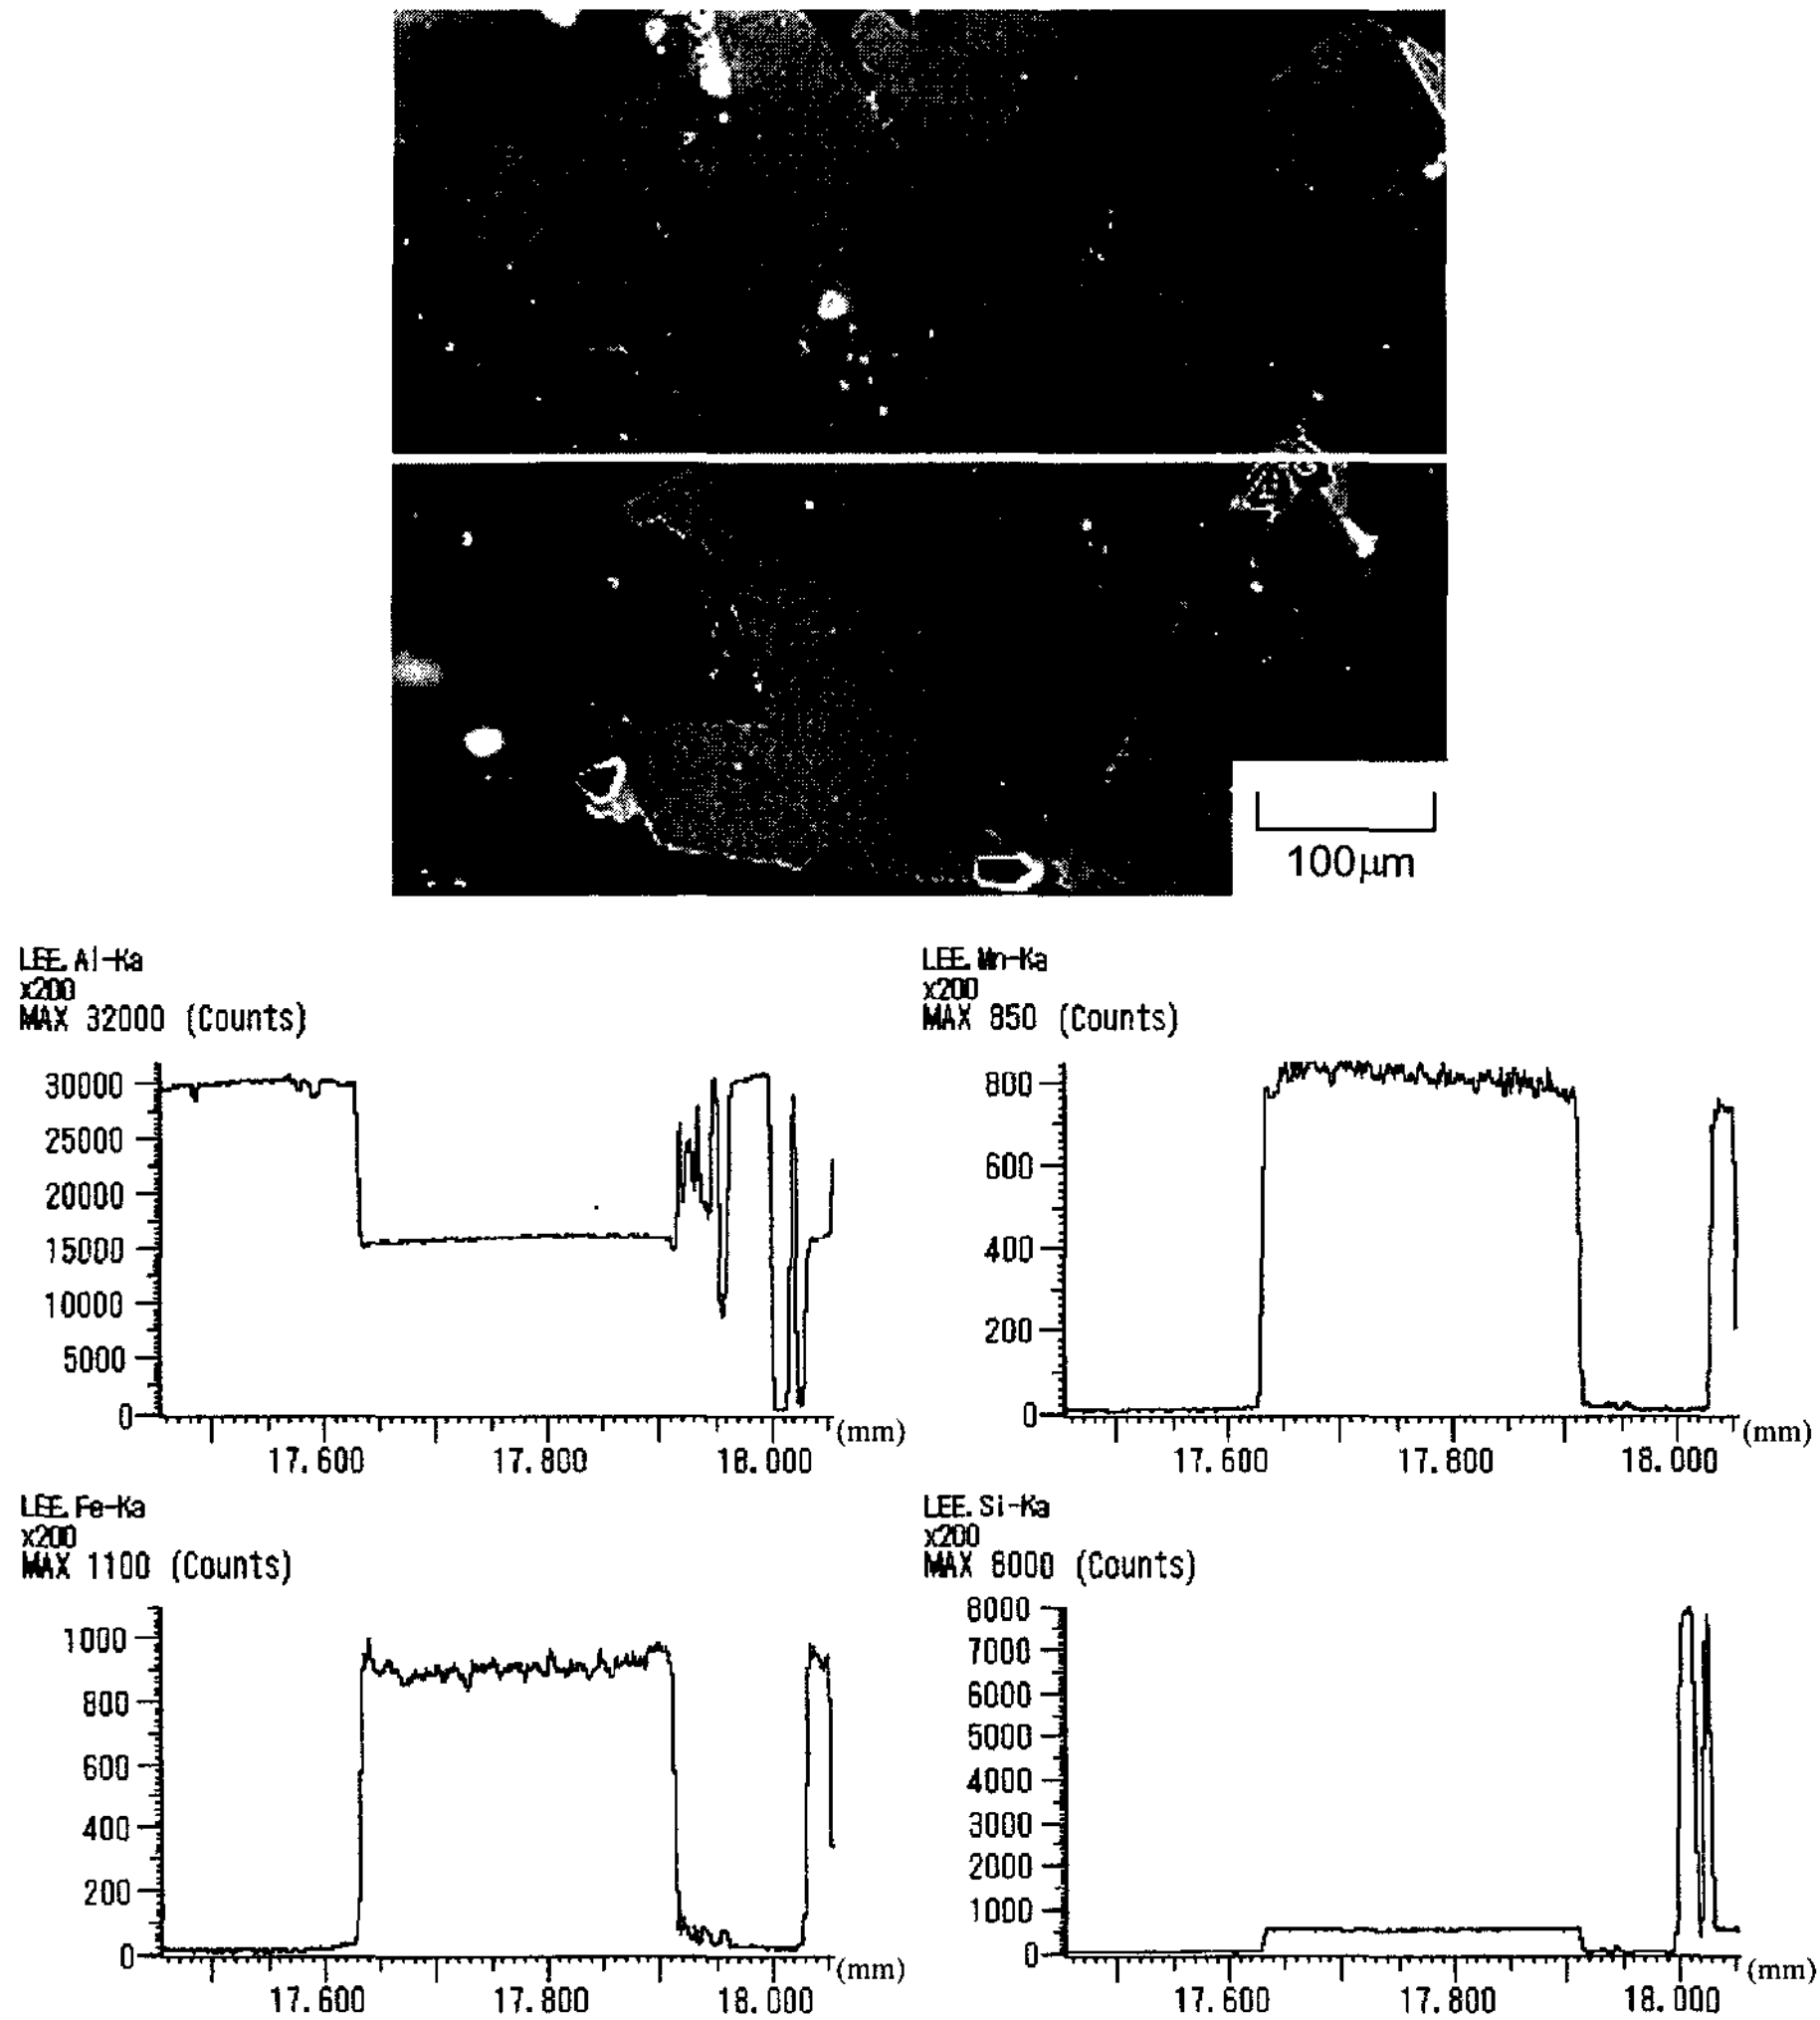 100μm
LEE. Al-Ka
x200
MAX 32000 (Counts)
30000
25000
20000
15000
10000
5000
0
(mm)
17.600 17.800 18.000
LEE. Mn-Ka
x200
MAX 850 (Counts)
800
600
400
200
0
(mm)
17.600 17.800 18.000
LEE. Fe-Ka
x200
MAX 1100 (Counts)
1000
800
600
400
200
0
(mm)
17.600 17.800 18.000
LEE. Si-Ka
x200
MAX 8000 (Counts)
8000
7000
6000
5000
4000
3000
2000
1000
0
(mm)
17.600 17.800 18.000